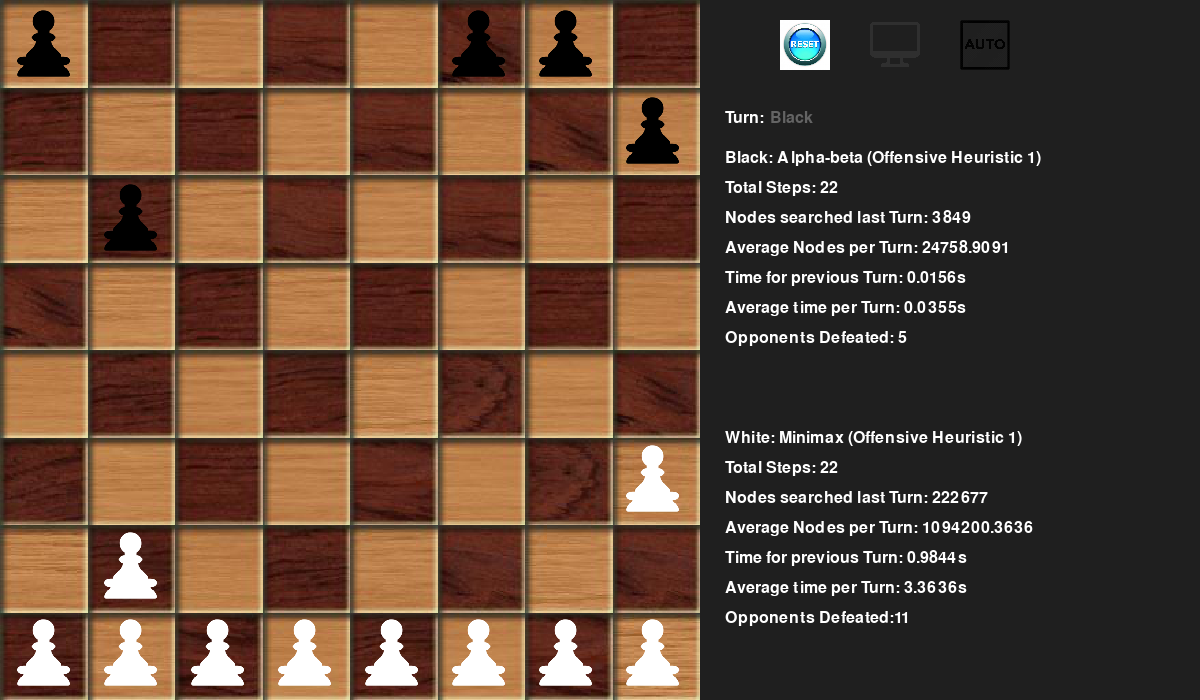 RESET
AUTO
Turn: Black
Black: Alpha-beta (Offensive Heuristic 1)
Total Steps: 22
Nodes searched last Turn: 3849
Average Nodes per Turn: 24758.9091
Time for previous Turn: 0.0156s
Average time per Turn: 0.0355s
Opponents Defeated: 5
White: Minimax (Offensive Heuristic 1)
Total Steps: 22
Nodes searched last Turn: 222677
Average Nodes per Turn: 1094200.3636
Time for previous Turn: 0.9844s
Average time per Turn: 3.3636s
Opponents Defeated:11